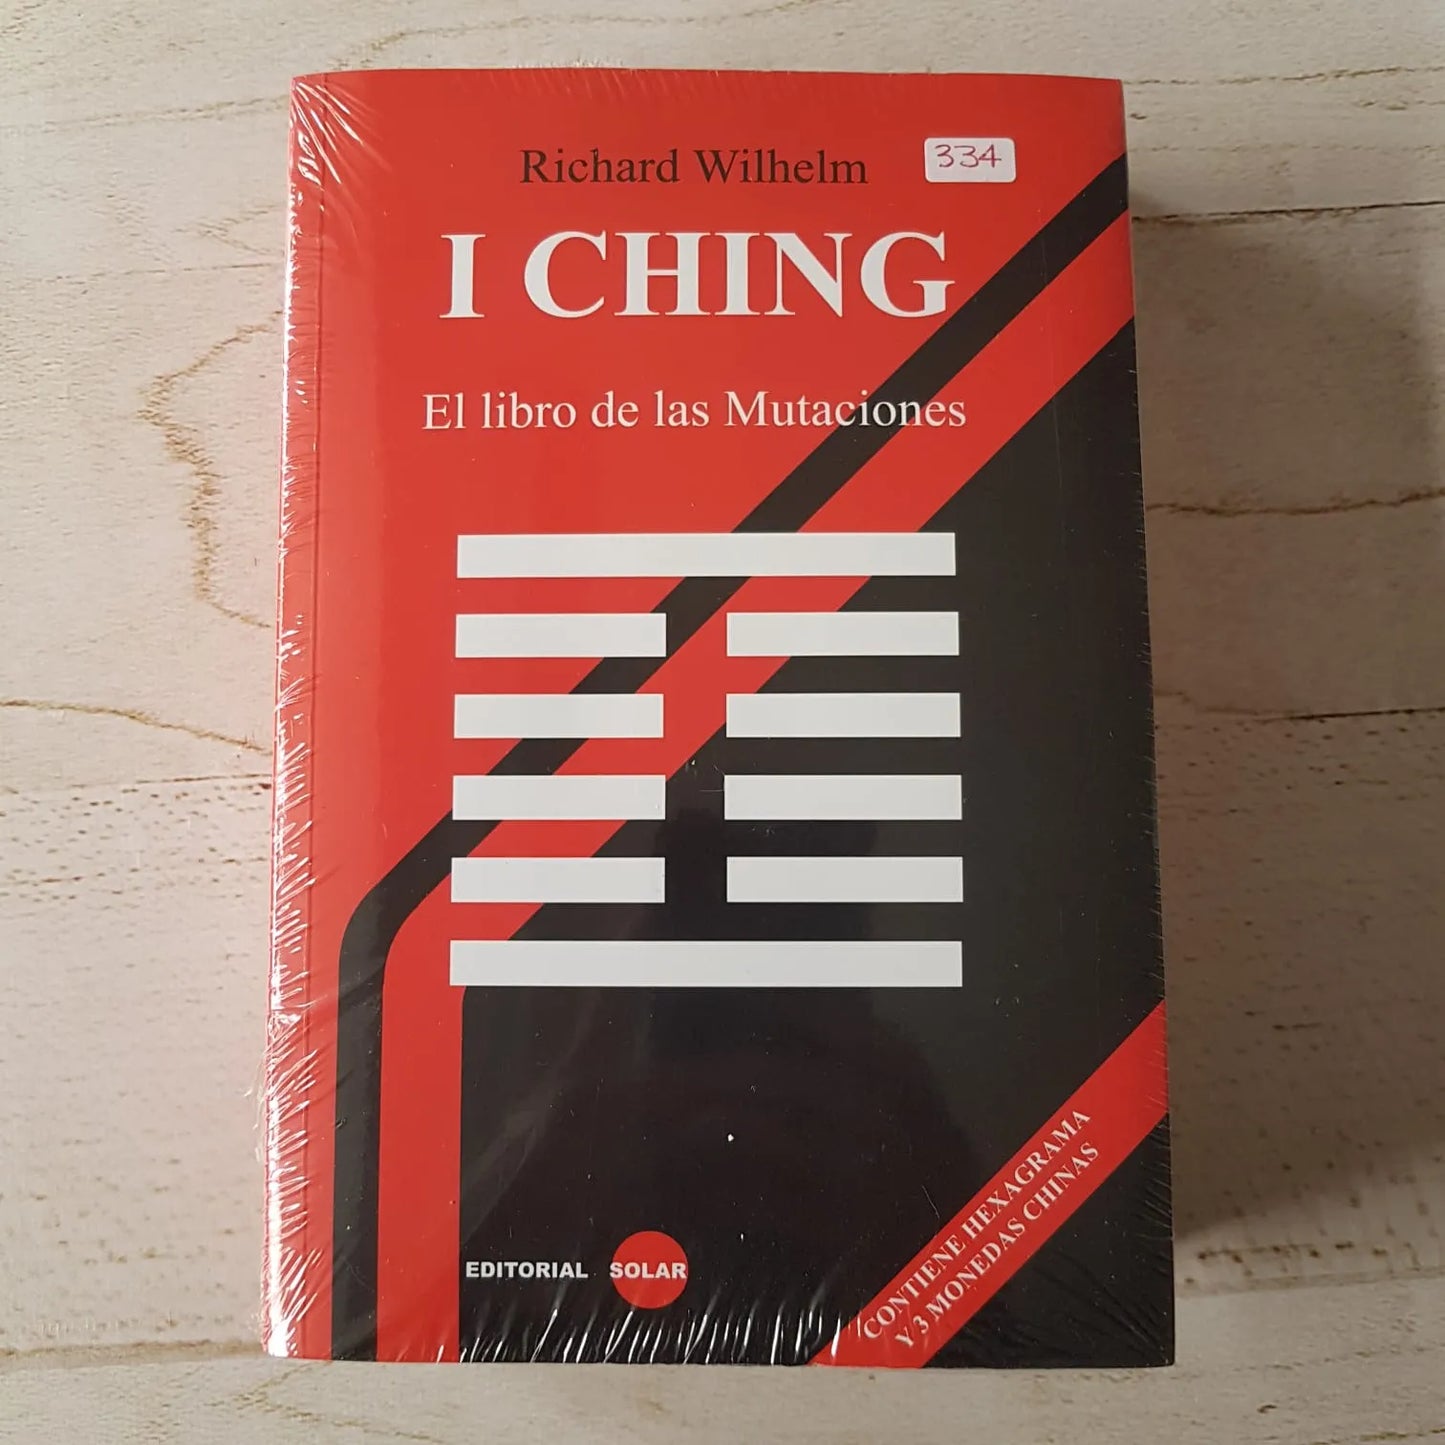 Richard Wilhelm
334
I CHING
El libro de las Mutaciones
EDITORIAL SOLAR
CONTIENE HEXAGRAMA
Y 3 MONEDAS CHINAS